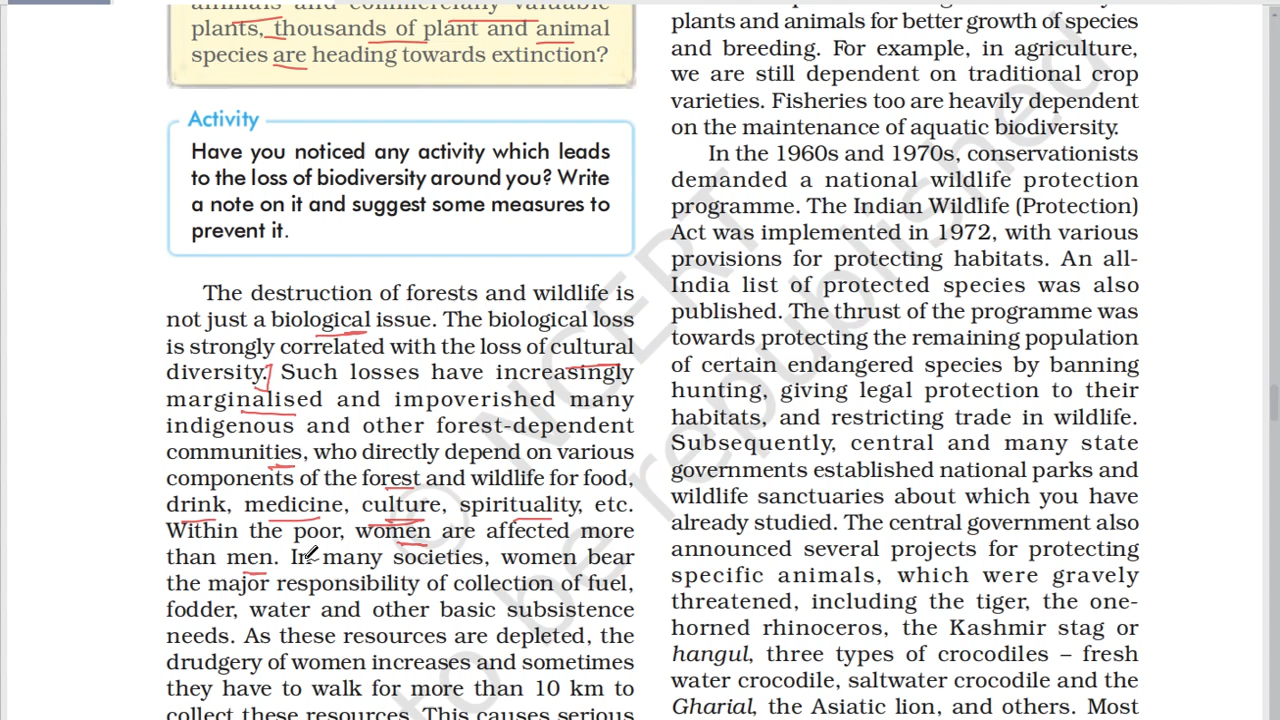 animals and commercially valuable
plants, thousands of plant and animal
species are heading towards extinction?
Activity
Have you noticed any activity which leads
to the loss of biodiversity around you? Write
a note on it and suggest some measures to
prevent it.
The destruction of forests and wildlife is
not just a biological issue. The biological loss
is strongly correlated with the loss of cultural
diversity. Such losses have increasingly
marginalised and impoverished many
indigenous and other forest-dependent
communities, who directly depend on various
components of the forest and wildlife for food,
drink, medicine, culture, spirituality, etc.
Within the poor, women are affected more
than men. In many societies, women bear
the major responsibility of collection of fuel,
fodder, water and other basic subsistence
needs. As these resources are depleted, the
drudgery of women increases and sometimes
they have to walk for more than 10 km to
collect these resources. This causes serious
plants and animals for better growth of species
and breeding. For example, in agriculture,
we are still dependent on traditional crop
varieties. Fisheries too are heavily dependent
on the maintenance of aquatic biodiversity.
In the 1960s and 1970s, conservationists
demanded a national wildlife protection
programme. The Indian Wildlife (Protection)
Act was implemented in 1972, with various
provisions for protecting habitats. An all-
India list of protected species was also
published. The thrust of the programme was
towards protecting the remaining population
of certain endangered species by banning
hunting, giving legal protection to their
habitats, and restricting trade in wildlife.
Subsequently, central and many state
governments established national parks and
wildlife sanctuaries about which you have
already studied. The central government also
announced several projects for protecting
specific animals, which were gravely
threatened, including the tiger, the one-
horned rhinoceros, the Kashmir stag or
hangul, three types of crocodiles – fresh
water crocodile, saltwater crocodile and the
Gharial, the Asiatic lion, and others. Most
© NCERT
to be republished